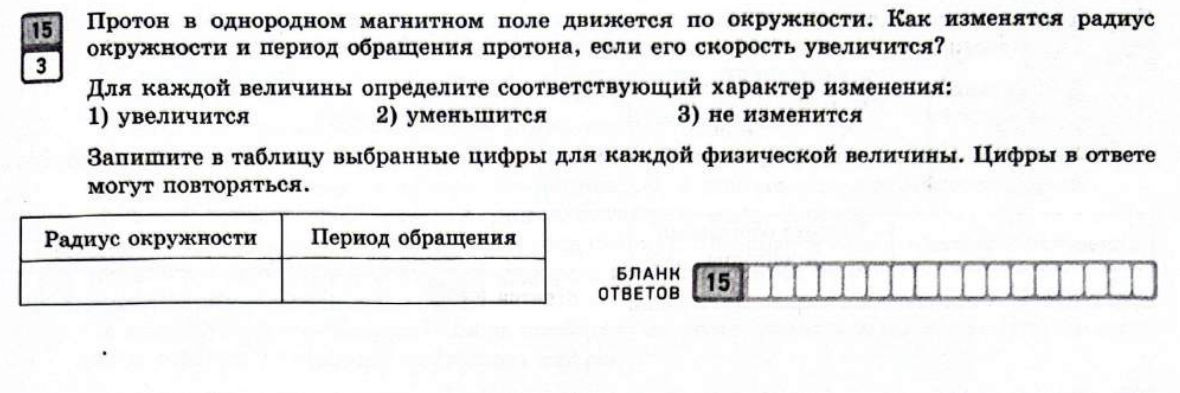 15
3
Протон в однородном магнитном поле движется по окружности. Как изменятся радиус
окружности и период обращения протона, если его скорость увеличится?
Для каждой величины определите соответствующий характер изменения:
1) увеличится 2) уменьшится 3) не изменится
Запишите в таблицу выбранные цифры для каждой физической величины. Цифры в ответе
могут повторяться.
Радиус окружности Период обращения
БЛАНК
ОТВЕТОВ 15